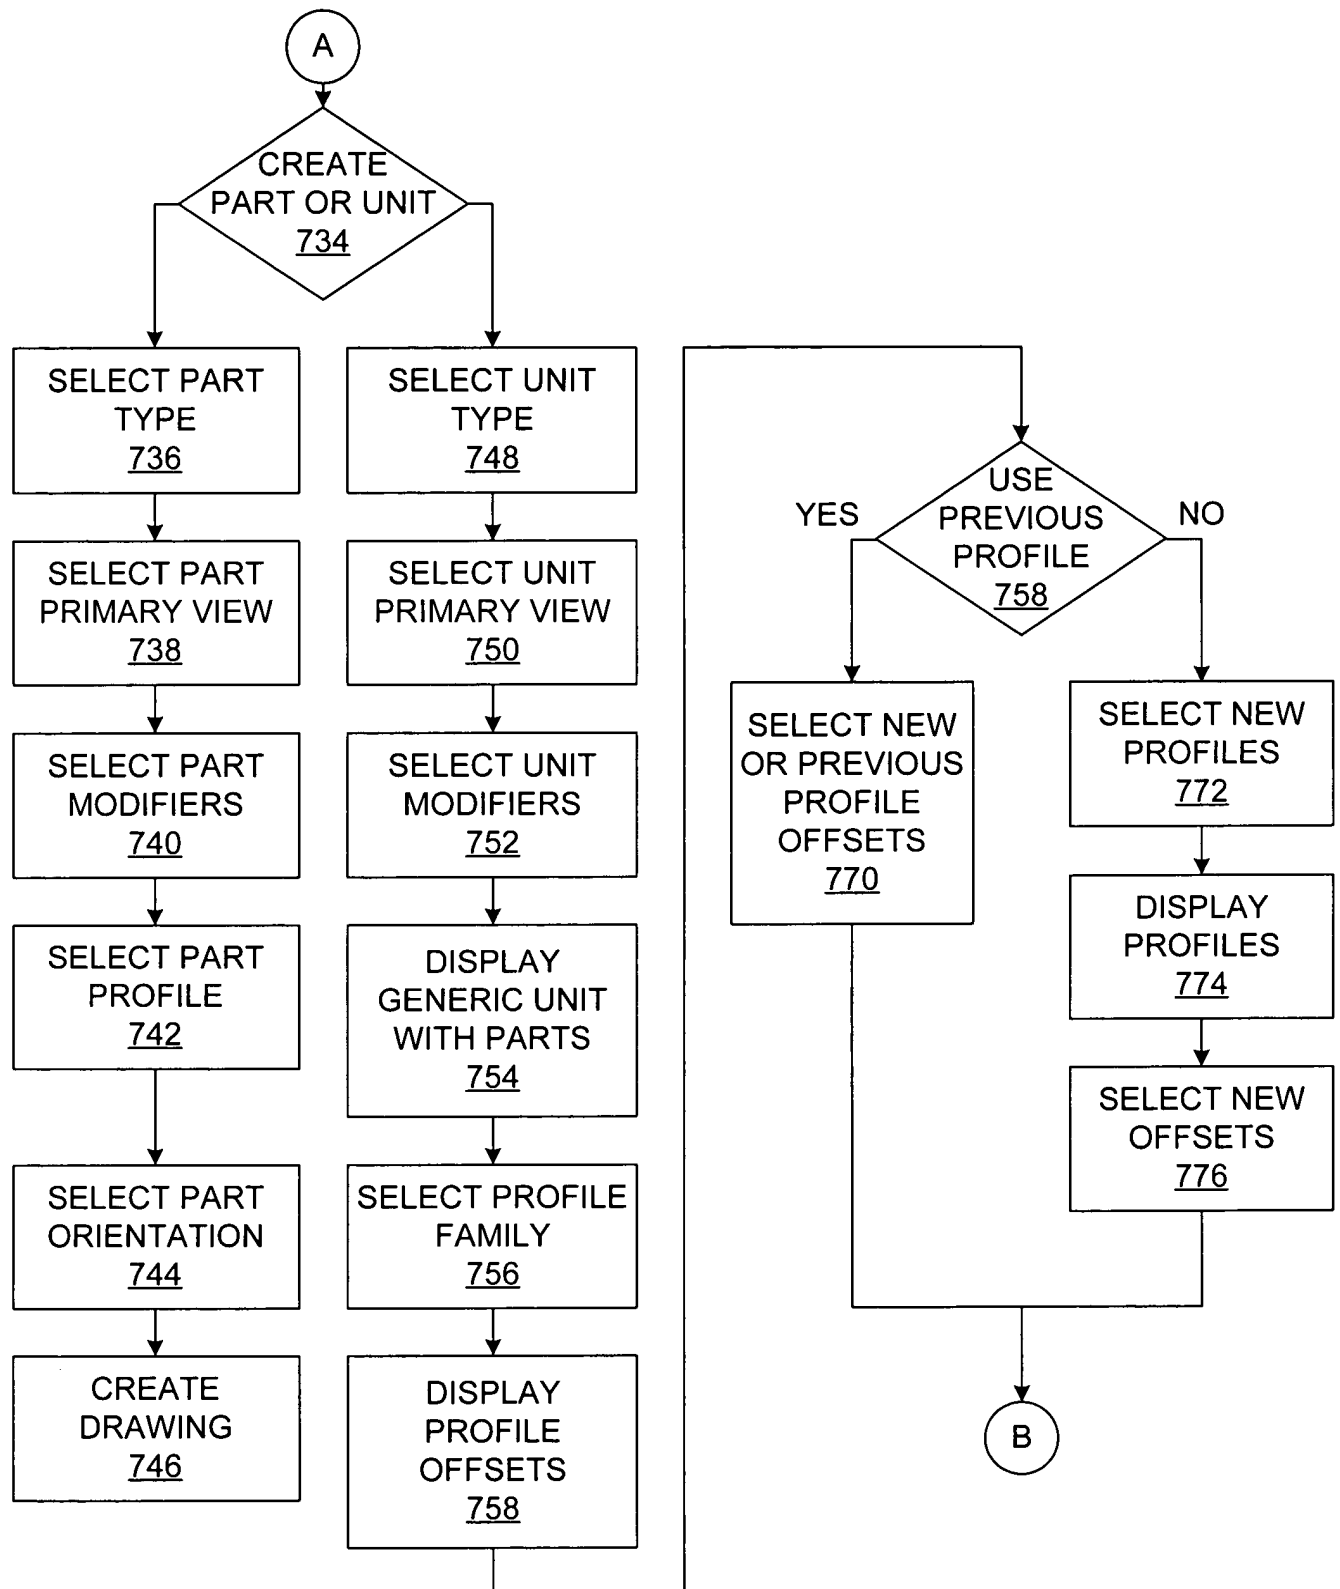 A
CREATE
PART OR UNIT
734
SELECT PART
TYPE
736
SELECT PART
PRIMARY VIEW
738
SELECT PART
MODIFIERS
740
SELECT PART
PROFILE
742
SELECT PART
ORIENTATION
744
CREATE
DRAWING
746
SELECT UNIT
TYPE
748
SELECT UNIT
PRIMARY VIEW
750
SELECT UNIT
MODIFIERS
752
DISPLAY
GENERIC UNIT
WITH PARTS
754
SELECT PROFILE
FAMILY
756
DISPLAY
PROFILE
OFFSETS
758
USE
PREVIOUS
PROFILE
758
YES
NO
SELECT NEW
OR PREVIOUS
PROFILE
OFFSETS
770
SELECT NEW
PROFILES
772
DISPLAY
PROFILES
774
SELECT NEW
OFFSETS
776
B